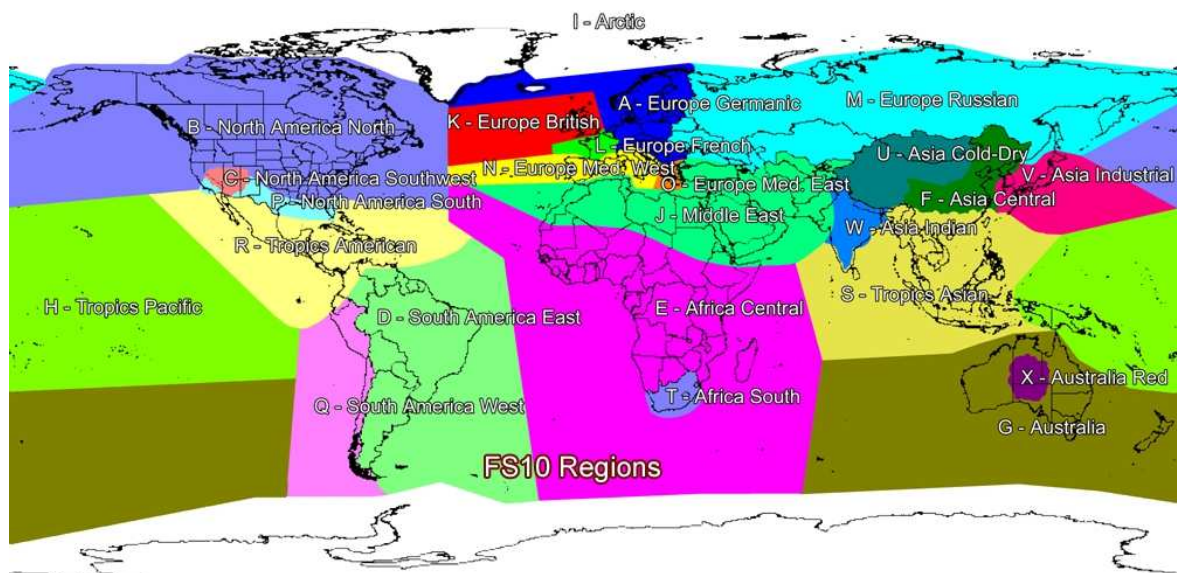 I - Arctic
A - Europe Germanic
M - Europe Russian
B - North America North
K - Europe British
L - Europe French
U - Asia Cold-Dry
N - Europe Med. West
V - Asia Industrial
C - North America Southwest
O - Europe Med. East
P - North America South
F - Asia Central
J - Middle East
W - Asia Indian
R - Tropics American
S - Tropics Asian
H - Tropics Pacific
E - Africa Central
D - South America East
X - Australia Red
T - Africa South
Q - South America West
G - Australia
FS10 Regions